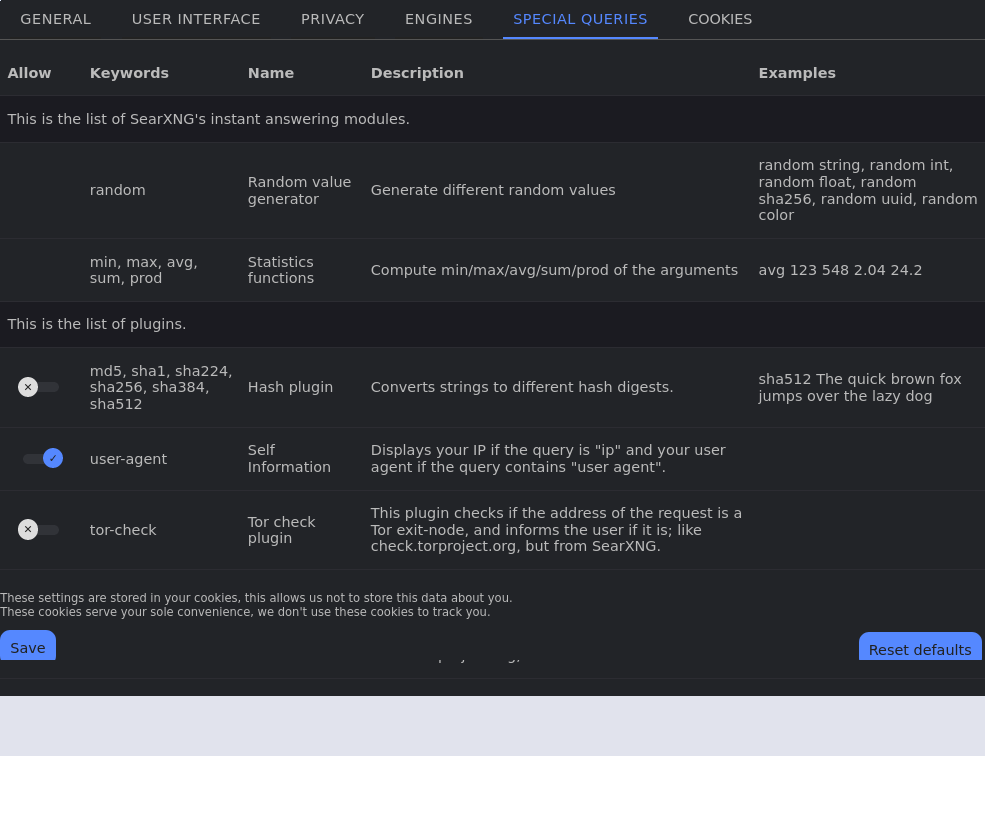 GENERAL USER INTERFACE PRIVACY ENGINES SPECIAL QUERIES COOKIES
Allow Keywords Name Description Examples
This is the list of SearXNG's instant answering modules.
random
Random value
generator
Generate different random values
random string, random int,
random float, random
sha256, random uuid, random
color
min, max, avg,
sum, prod
Statistics
functions
Compute min/max/avg/sum/prod of the arguments
avg 123 548 2.04 24.2
This is the list of plugins.
md5, sha1, sha224,
sha256, sha384,
sha512
Hash plugin
Converts strings to different hash digests.
sha512 The quick brown fox
jumps over the lazy dog
user-agent
Self
Information
Displays your IP if the query is "ip" and your user
agent if the query contains "user agent".
tor-check
Tor check
plugin
This plugin checks if the address of the request is a
Tor exit-node, and informs the user if it is; like
check.torproject.org, but from SearXNG.
These settings are stored in your cookies, this allows us not to store this data about you.
These cookies serve your sole convenience, we don't use these cookies to track you.
Save
Reset defaults